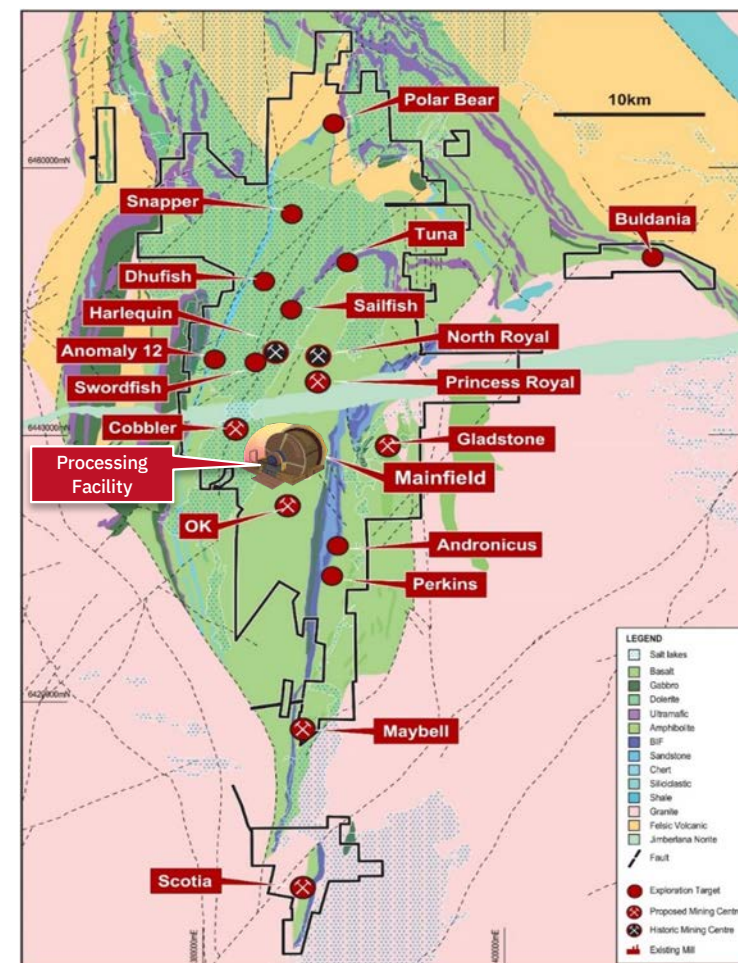 Polar Bear
10km
6460000mN
Snapper
Buldania
Tuna
Dhufish
Sailfish
Harlequin
North Royal
Anomaly 12
Swordfish
Princess Royal
Cobbler
6440000mN
Gladstone
Processing
Facility
Mainfield
OK
Andronicus
Perkins
LEGEND
Salt lakes
Basalt
Gabbro
Dolerite
Ultramafic
Amphibolite
BIF
Sandstone
Chert
Siliciclastic
Shale
Granite
Felsic Volcanic
Jimberlana Norite
Fault
Exploration Target
Proposed Mining Centre
Historic Mining Centre
Existing Mill
6420000mN
Maybell
Scotia